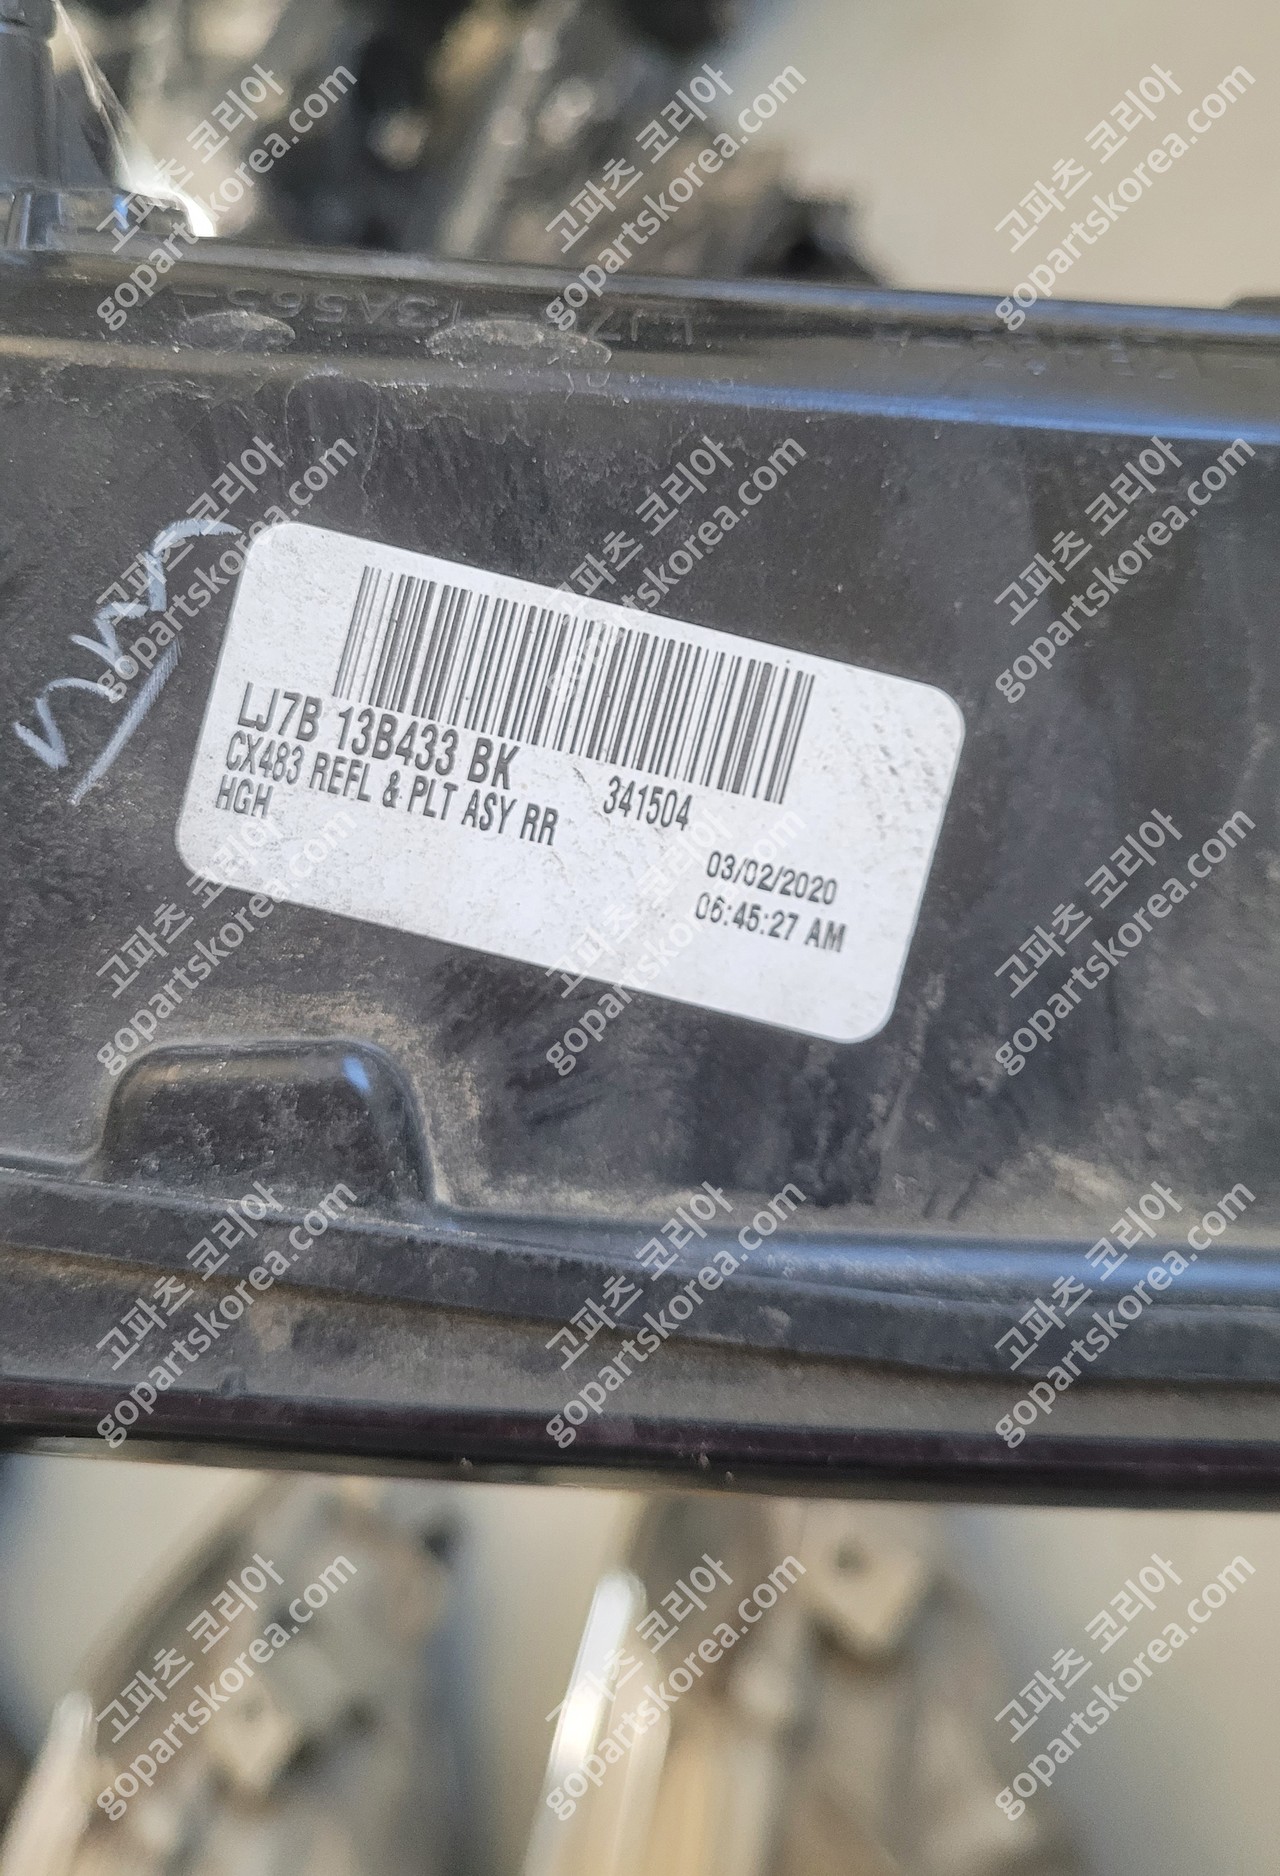 LJ7B 13B433 BK
341504
CX483 REFL & PLT ASY RR
HGH
03/02/2020
06:45:27 AM
고파츠 코리아
gopartskorea.com